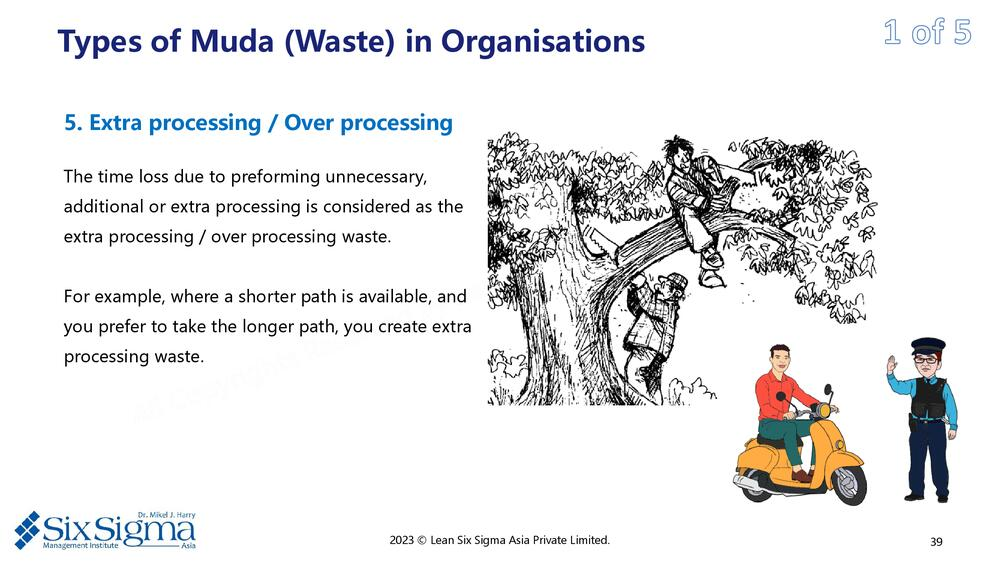 Types of Muda (Waste) in Organisations
1 of 5
5. Extra processing / Over processing
The time loss due to preforming unnecessary,
additional or extra processing is considered as the
extra processing / over processing waste.
For example, where a shorter path is available, and
you prefer to take the longer path, you create extra
processing waste.
Dr. Mikel J. Harry
SixSigma
Management Institute Asia
2023 © Lean Six Sigma Asia Private Limited.
39